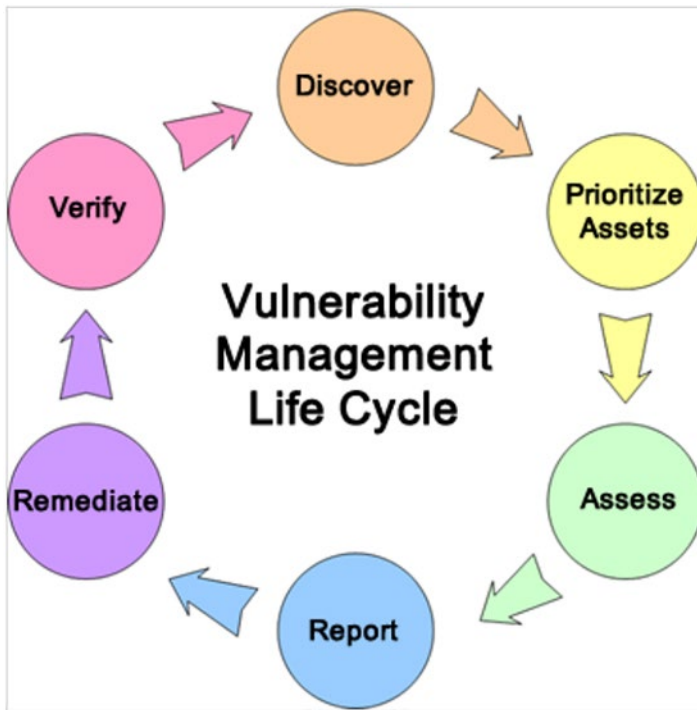 Discover
Prioritize
Assets
Assess
Report
Remediate
Verify
Vulnerability
Management
Life Cycle